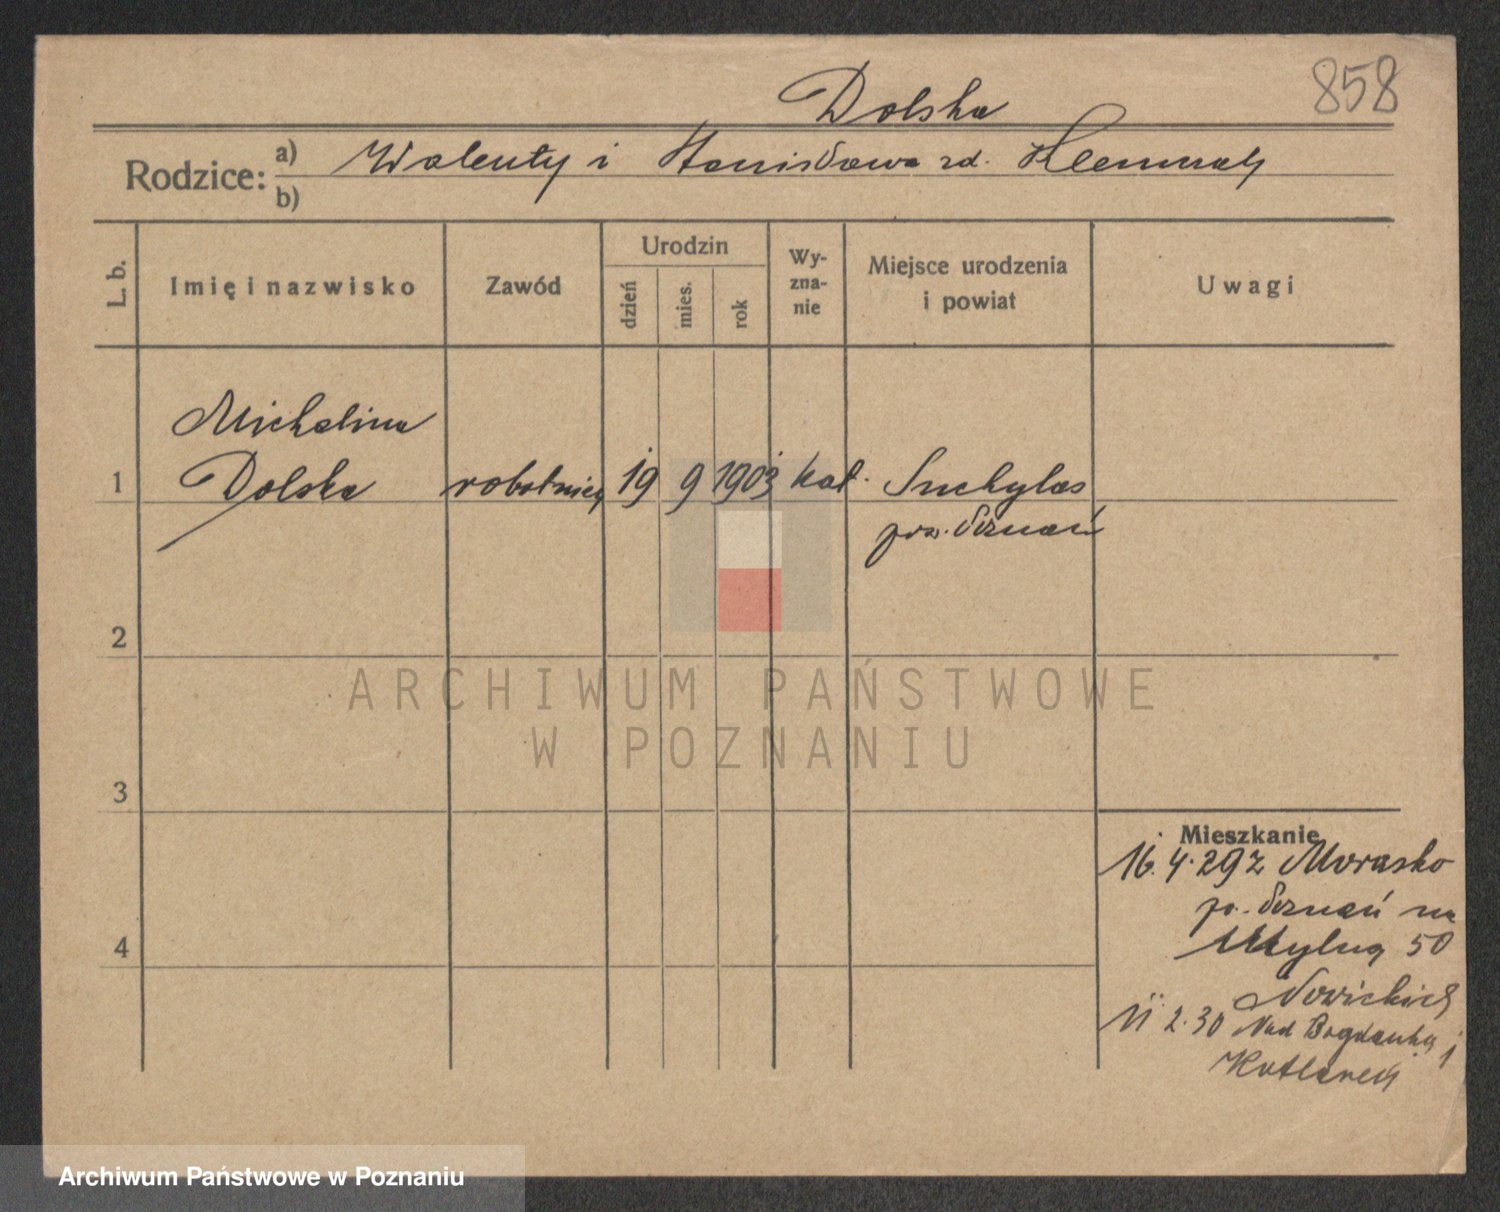 858
Dolska
Rodzice: a) Walenty i Stanisława zd.
b)
L. b.
Imię i nazwisko
Zawód
Urodzin
dzień
mies.
rok
Wy-
zna-
nie
Miejsce urodzenia
i powiat
Uwagi
Michalina
1 Dolska robotnica 19 9 1903 kat. Suchylas
pow. Poznań
2
3
4
ARCHIWUM PAŃSTWOWE
W POZNANIU
Mieszkanie
16.4.29 z Morasko
po. Poznań na
50
Nowickich
11 2.30 Nad Bogdanką 1
Archiwum Państwowe w Poznaniu